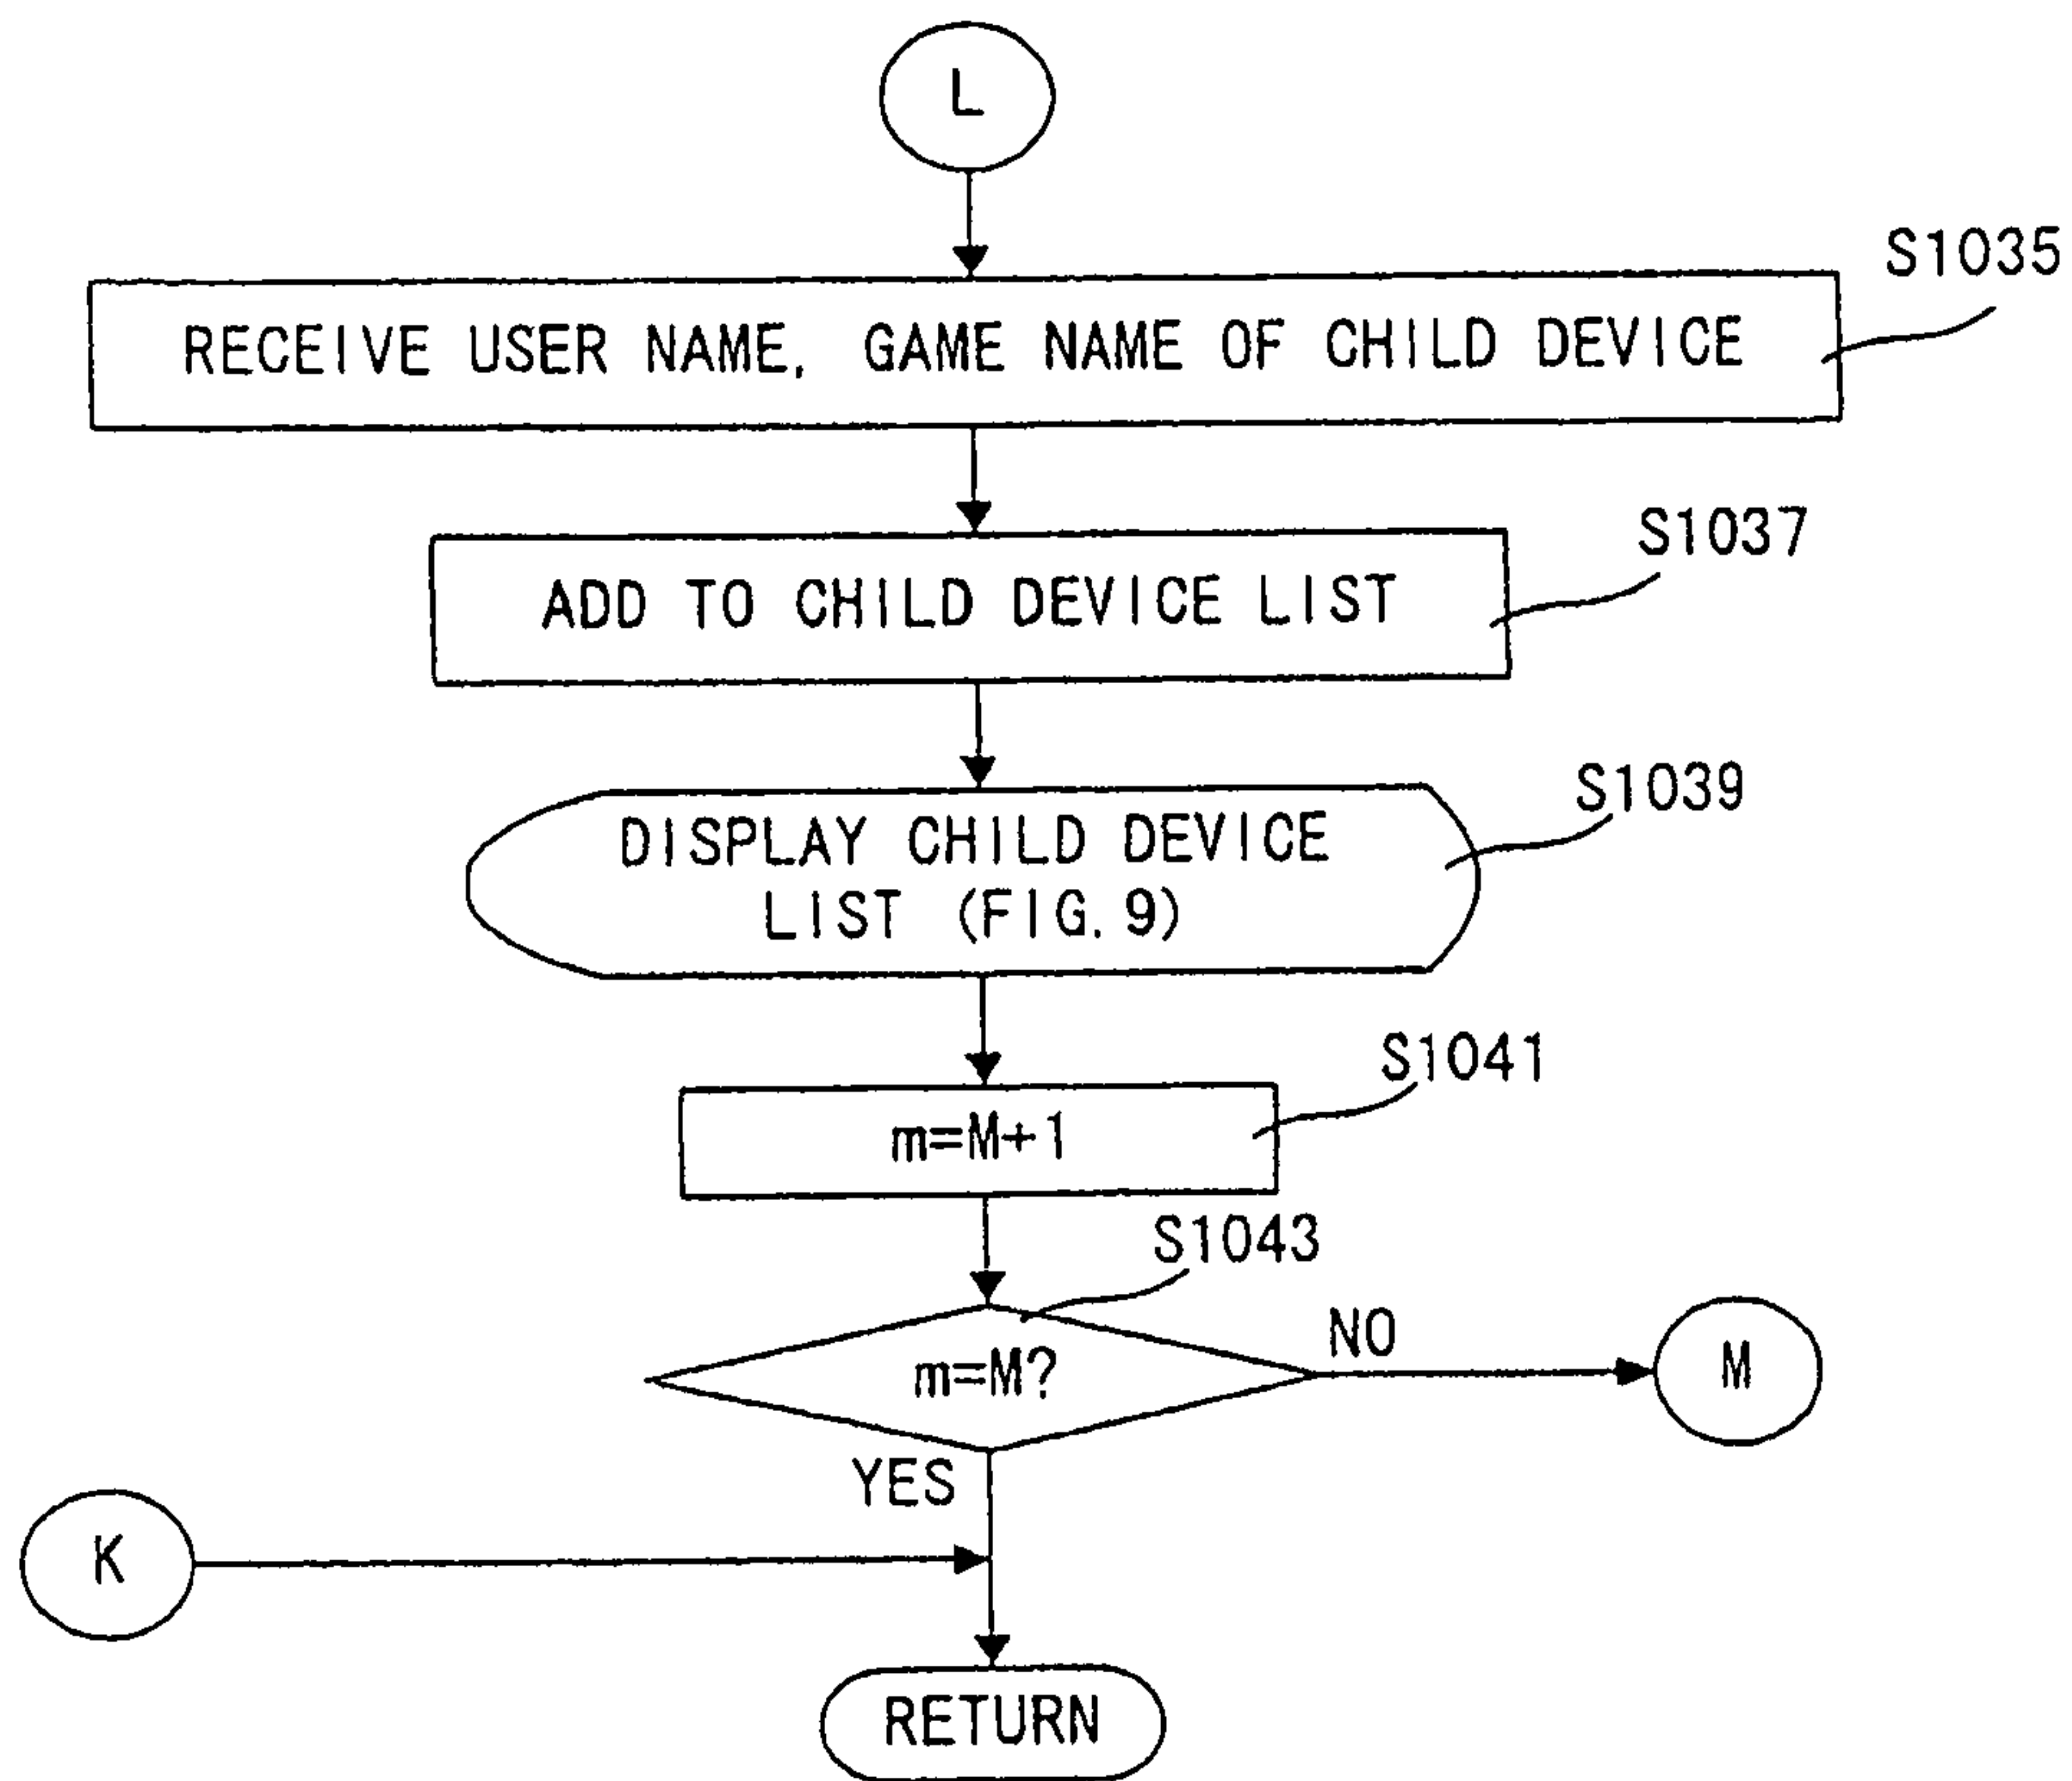 L
S1035
RECEIVE USER NAME, GAME NAME OF CHILD DEVICE
S1037
ADD TO CHILD DEVICE LIST
S1039
DISPLAY CHILD DEVICE
LIST (FIG. 9)
S1041
m=M+1
S1043
m=M?
NO
M
YES
K
RETURN